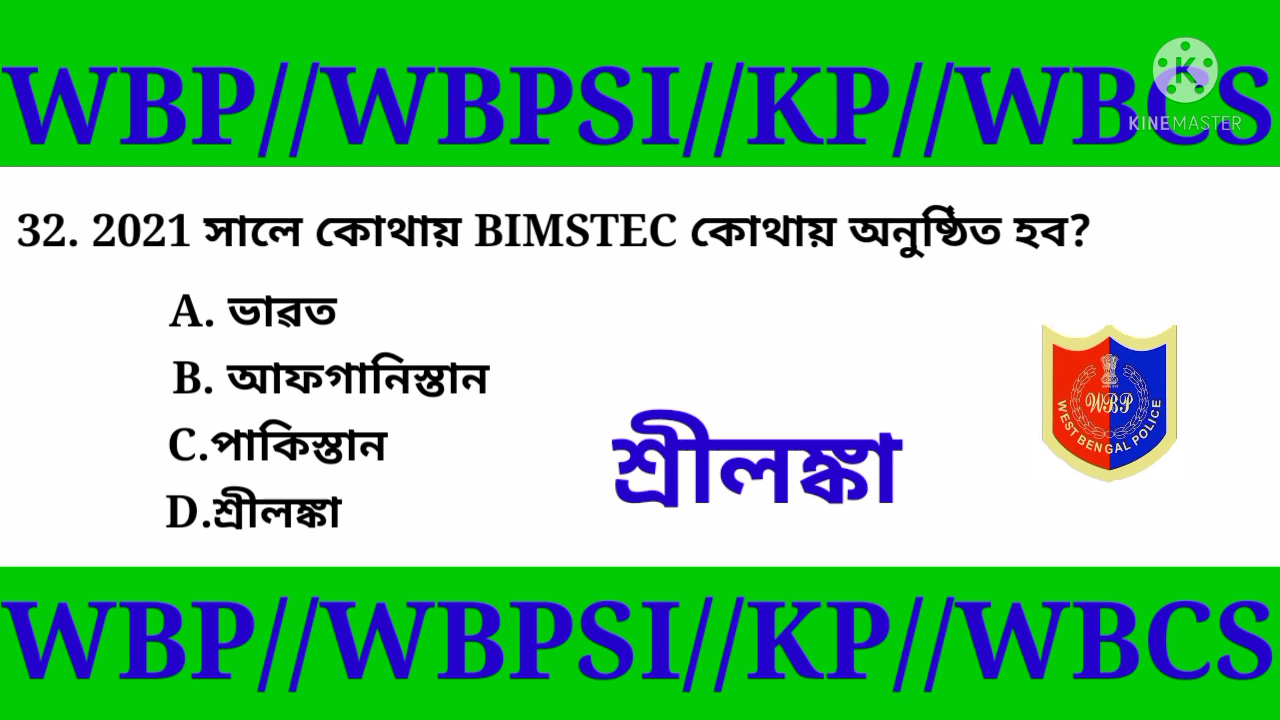 WBP//WBPSI//KP//WBCS
KINEMASTER
32. 2021 সালে কোথায় BIMSTEC কোথায় অনুষ্ঠিত হব?
A. ভাৱত
B. আফগানিস্তান
C.পাকিস্তান
D.শ্রীলঙ্কা
শ্রীলঙ্কা
WBP
WEST BENGAL POLICE
WBP//WBPSI//KP//WBCS